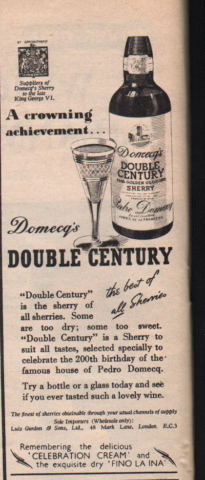 BY APPOINTMENT
Suppliers of
Domecq's Sherry
to the late
King George VI.
A crowning
achievement...
Domecq's
DOUBLE
CENTURY
SHERRY
Pedro Domecq
Domecq's
DOUBLE CENTURY
"Double Century"
is the sherry of
all sherries. Some
are too dry; some too sweet.
the best of
all Sherries
"Double Century" is a Sherry to
suit all tastes, selected specially to
celebrate the 200th birthday of the
famous house of Pedro Domecq.
Try a bottle or a glass today and see
if you ever tasted such a lovely wine.
The finest of sherries obtainable through your usual channels of supply
Sole Importers (Wholesale only):
Luis Gordon & Sons, Ltd., 48 Mark Lane, London. E.C.3
Remembering the delicious
'CELEBRATION CREAM' and
the exquisite dry 'FINO LA INA'